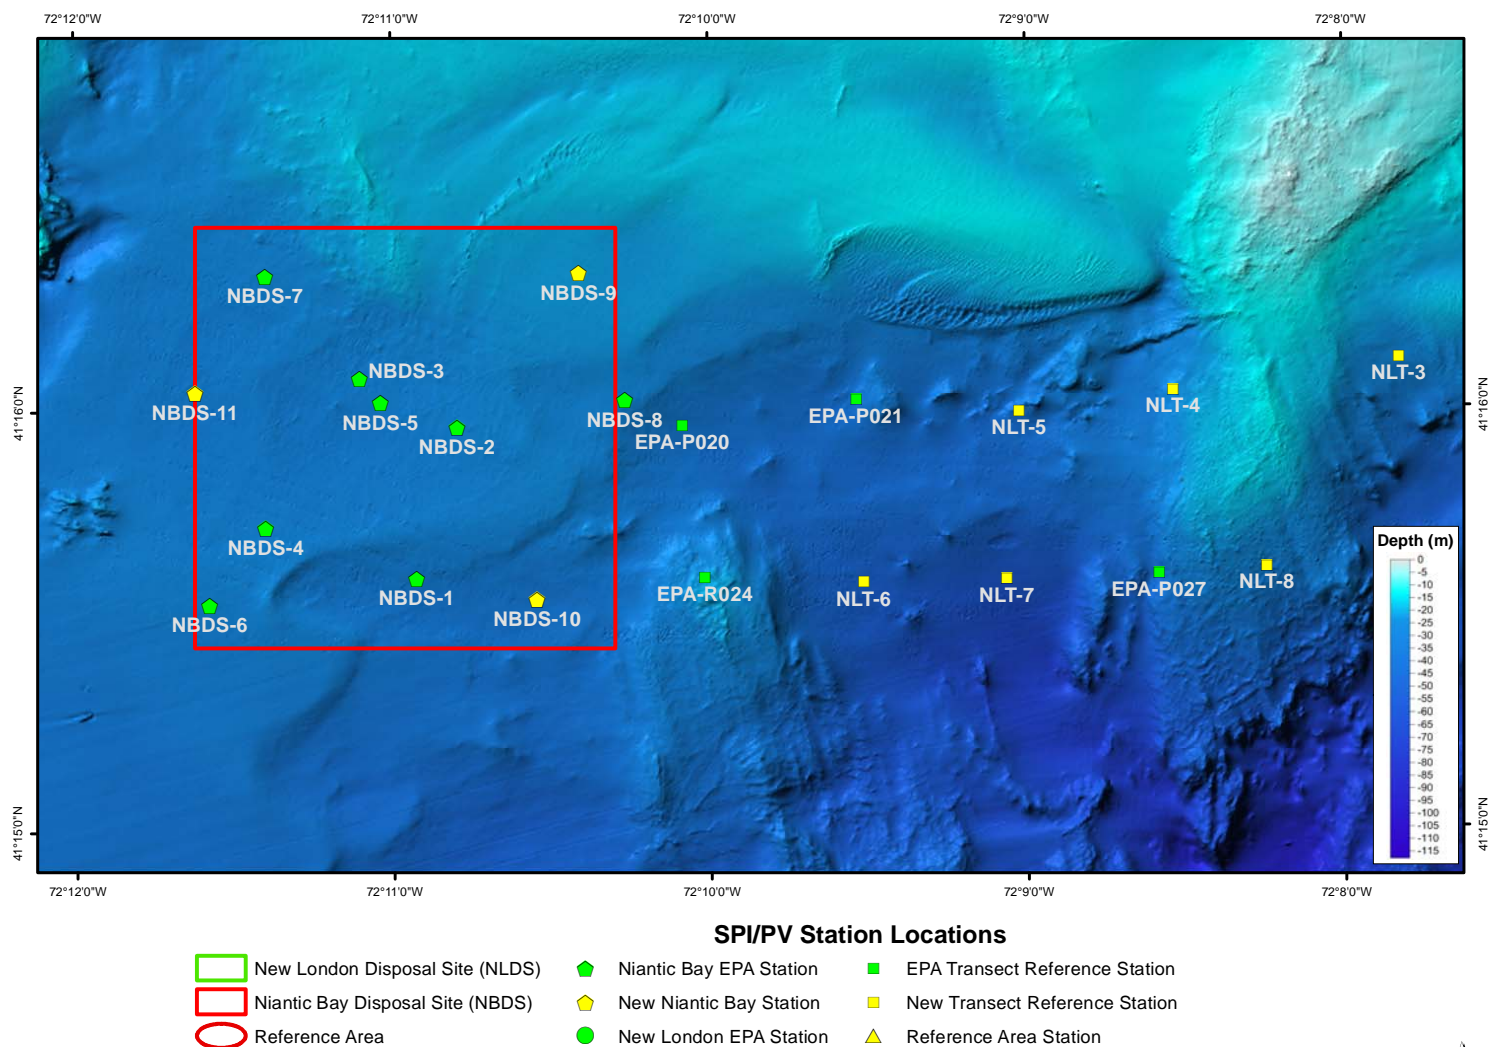 72°12'0"W 72°11'0"W 72°10'0"W 72°9'0"W 72°8'0"W
NBDS-7
NBDS-9
NBDS-3
NLT-3
NBDS-11
NBDS-5
NBDS-8
EPA-P021
NLT-4
NLT-5
41°16'0"N
41°16'0"N
NBDS-2
EPA-P020
NBDS-4
Depth (m)
0
-5
-10
-15
-20
-25
-30
-35
-40
-45
-50
-55
-60
-65
-70
-75
-80
-85
-90
-95
-100
-105
-110
-115
NBDS-1
EPA-R024
NLT-6
NLT-7
EPA-P027
NLT-8
NBDS-6
NBDS-10
41°15'0"N
41°15'0"N
72°12'0"W 72°11'0"W 72°10'0"W 72°9'0"W 72°8'0"W
SPI/PV Station Locations
New London Disposal Site (NLDS) Niantic Bay EPA Station EPA Transect Reference Station
Niantic Bay Disposal Site (NBDS) New Niantic Bay Station New Transect Reference Station
Reference Area New London EPA Station Reference Area Station